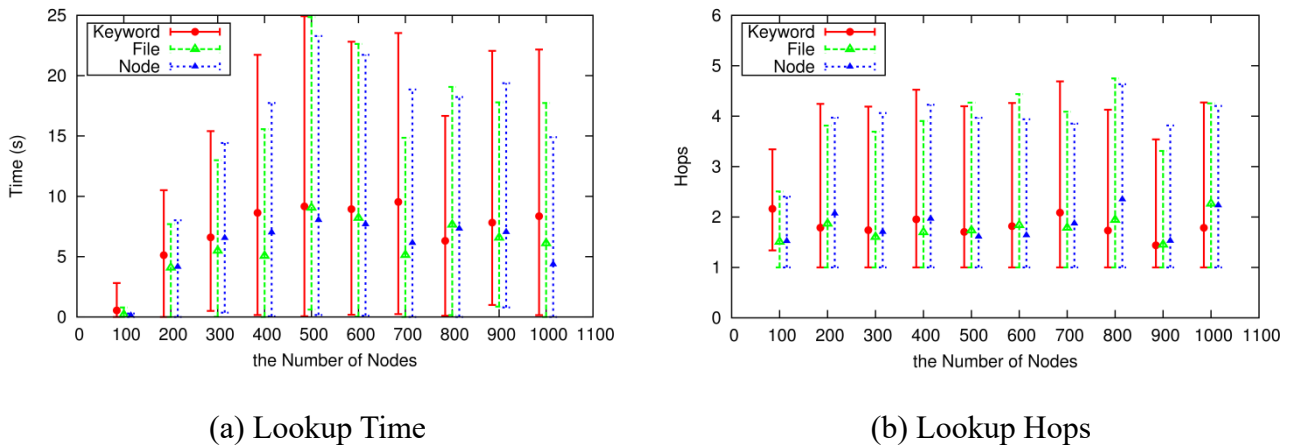 25
20
15
10
5
0
Time (s)
Keyword
File
Node
0 100 200 300 400 500 600 700 800 900 1000 1100
the Number of Nodes
(a) Lookup Time
6
5
4
3
2
1
0
Hops
Keyword
File
Node
0 100 200 300 400 500 600 700 800 900 1000 1100
the Number of Nodes
(b) Lookup Hops